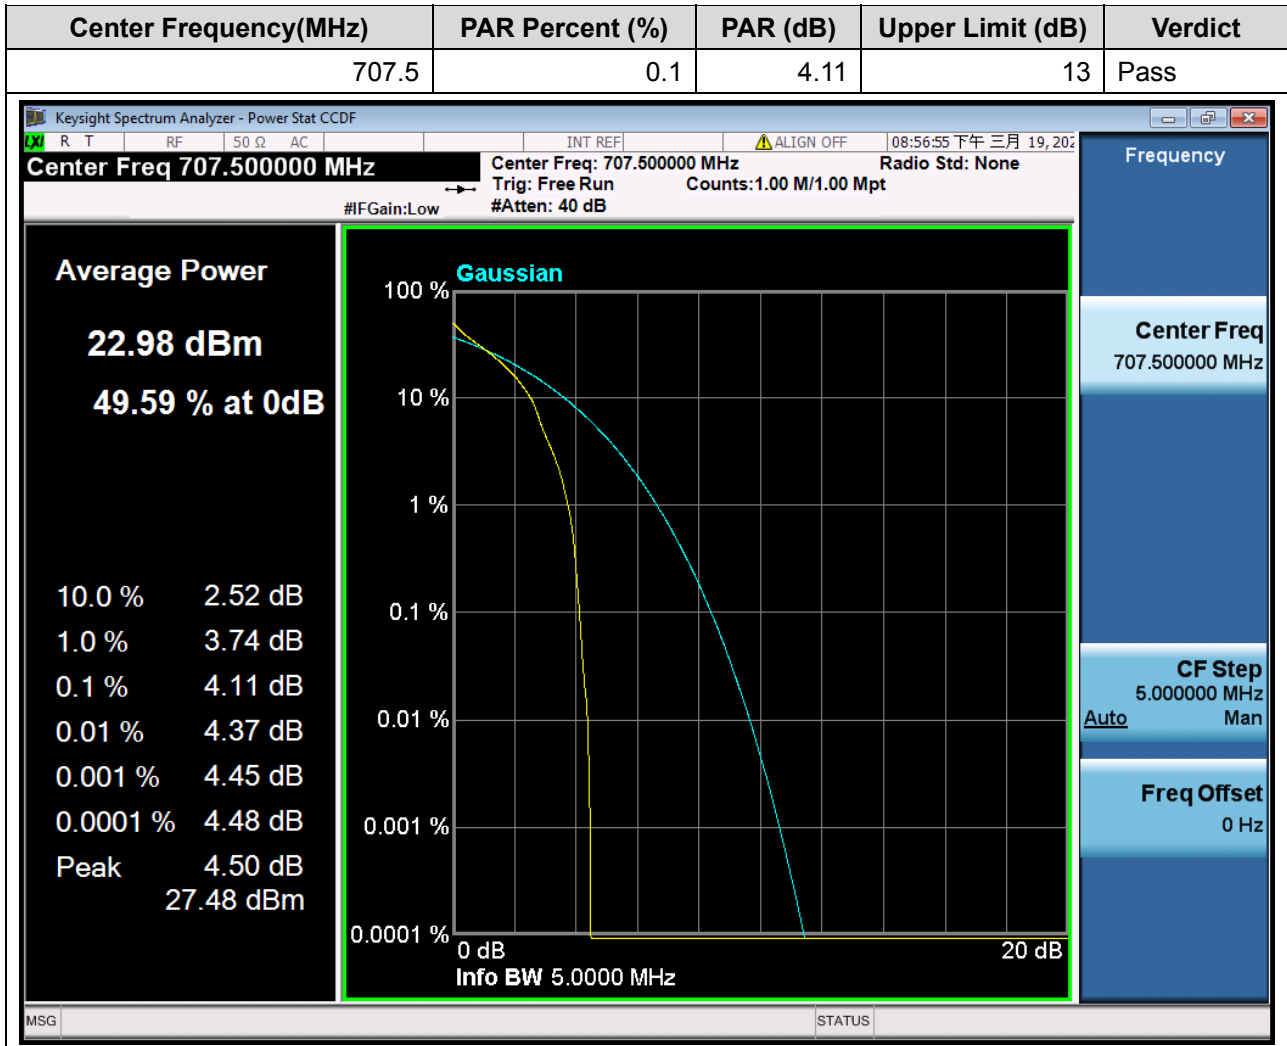 Center Frequency(MHz) PAR Percent (%) PAR (dB) Upper Limit (dB) Verdict
707.5 0.1 4.11 13 Pass
Keysight Spectrum Analyzer - Power Stat CCDF
LXI R T RF 50 Ω AC INT REF ALIGN OFF 08:56:55 下午 三月 19, 202
Center Freq 707.500000 MHz
Center Freq: 707.500000 MHz Radio Std: None
Trig: Free Run Counts:1.00 M/1.00 Mpt
#IFGain:Low #Atten: 40 dB
Average Power
22.98 dBm
49.59 % at 0dB
10.0 % 2.52 dB
1.0 % 3.74 dB
0.1 % 4.11 dB
0.01 % 4.37 dB
0.001 % 4.45 dB
0.0001 % 4.48 dB
Peak 4.50 dB
27.48 dBm
Gaussian
100 %
10 %
1 %
0.1 %
0.01 %
0.001 %
0.0001 %
0 dB 20 dB
Info BW 5.0000 MHz
Frequency
Center Freq
707.500000 MHz
CF Step
5.000000 MHz
Auto Man
Freq Offset
0 Hz
MSG STATUS